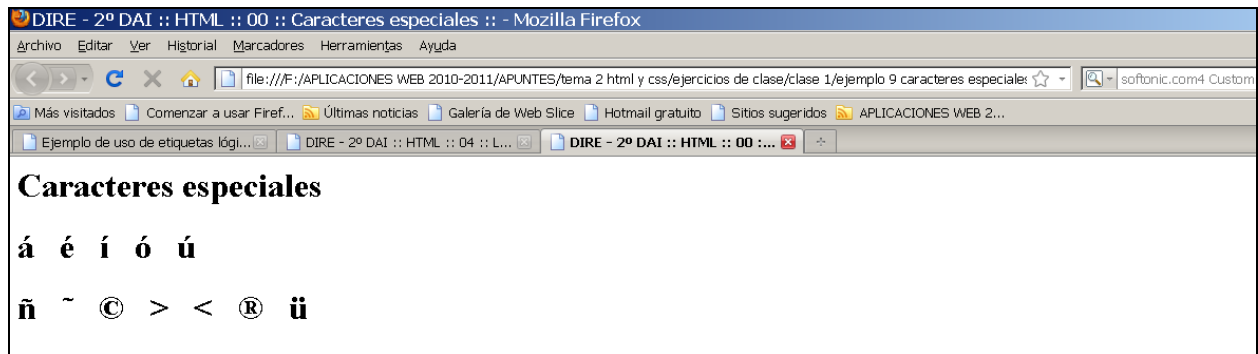 DIRE - 2º DAI :: HTML :: 00 :: Caracteres especiales :: - Mozilla Firefox
Archivo Editar Ver Historial Marcadores Herramientas Ayuda
file:///F:/APLICACIONES WEB 2010-2011/APUNTES/tema 2 html y css/ejercicios de clase/clase 1/ejemplo 9 caracteres especiales softonic.com4 Custom
Más visitados Comenzar a usar Firef... Últimas noticias Galería de Web Slice Hotmail gratuito Sitios sugeridos APLICACIONES WEB 2...
Ejemplo de uso de etiquetas lógi... DIRE - 2º DAI :: HTML :: 04 :: L... DIRE - 2º DAI :: HTML :: 00 :...
Caracteres especiales
á é í ó ú
ñ ˜ © > < ® ü